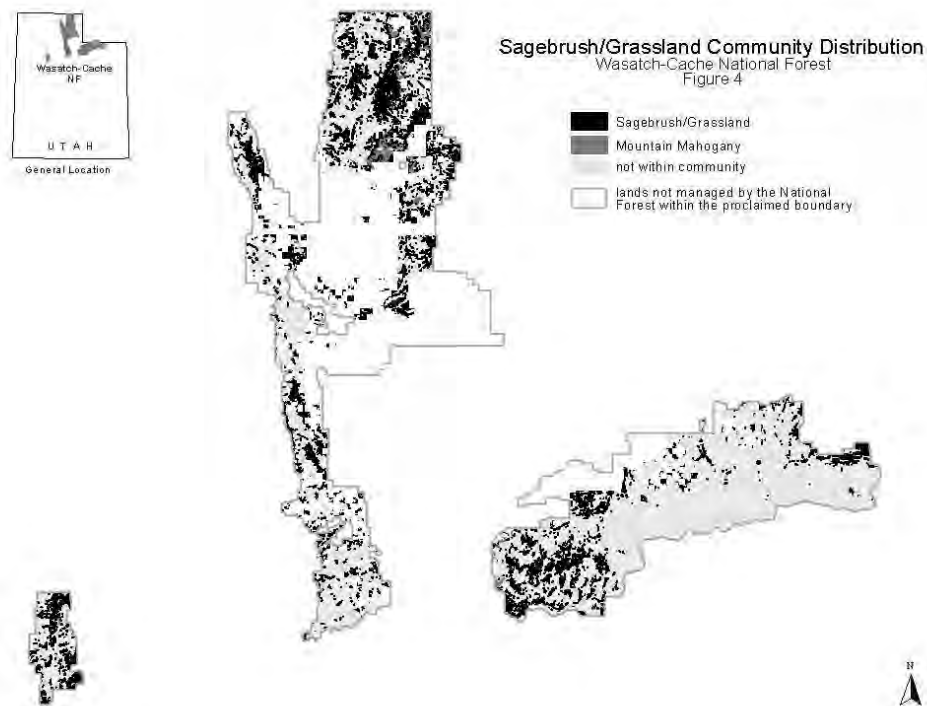 Wasatch-Cache
NF
U T A H
General Location
Sagebrush/Grassland Community Distribution
Wasatch-Cache National Forest
Figure 4
Sagebrush/Grassland
Mountain Mahogany
not within community
lands not managed by the National
Forest within the proclaimed boundary
N